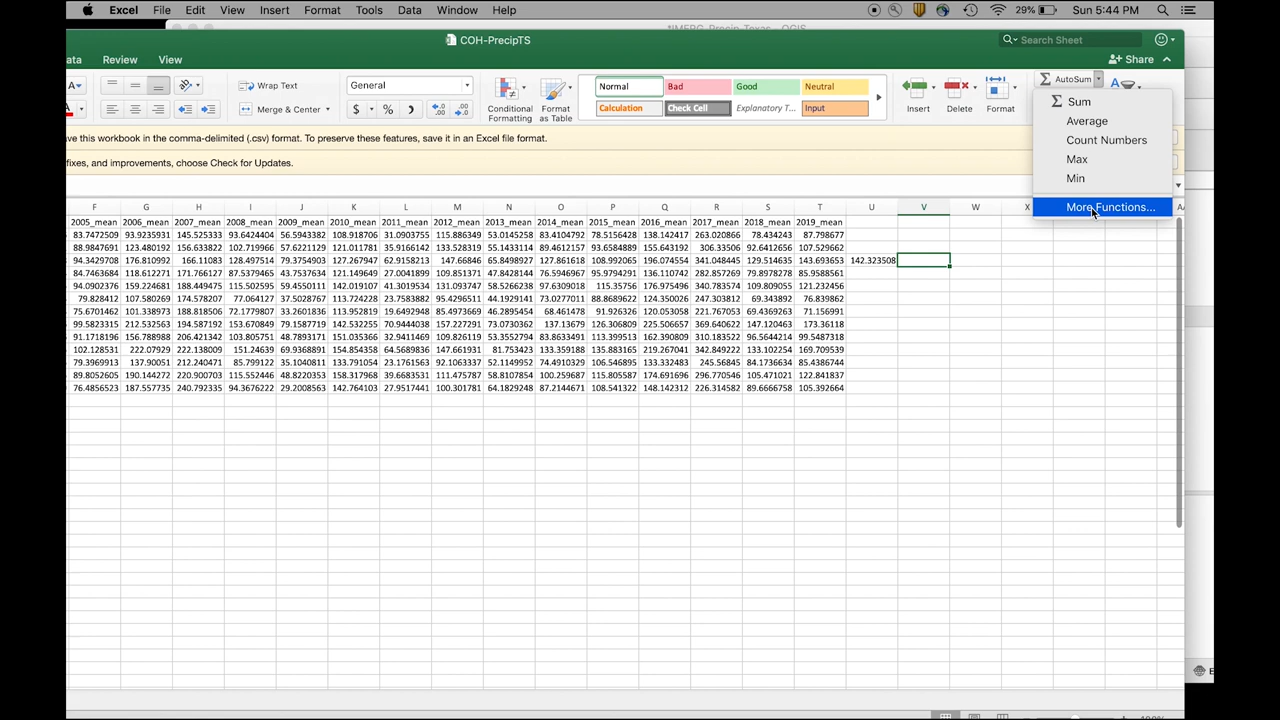 Excel File Edit View Insert Format Tools Data Window Help 29% Sun 5:44 PM
*IMERG-Precip-Texas — QGIS
COH-PrecipTS Search Sheet
ata Review View Share
A Wrap Text General Normal Bad Good Neutral AutoSum
A Merge & Center % Conditional Formatting Format as Table Calculation Check Cell Explanatory T... Input Insert Delete Format
Σ Sum
Average
Count Numbers
Max
Min
More Functions...
ave this workbook in the comma-delimited (.csv) format. To preserve these features, save it in an Excel file format.
fixes, and improvements, choose Check for Updates.
F G H I J K L M N O P Q R S T U V W X
2005_mean 2006_mean 2007_mean 2008_mean 2009_mean 2010_mean 2011_mean 2012_mean 2013_mean 2014_mean 2015_mean 2016_mean 2017_mean 2018_mean 2019_mean
83.7472509 93.9235931 145.525333 93.6424404 56.5943382 108.918706 31.0903755 115.886349 53.0145258 83.4104792 78.5156428 138.142417 263.020866 78.434243 87.798677
88.9847691 123.480192 156.633822 102.719966 57.6221129 121.011781 35.9166142 133.528319 55.1433114 89.4612157 93.6584889 155.643192 306.33506 92.6412656 107.529662
94.3429708 176.810992 166.11083 128.497514 79.3754903 127.267947 62.9158213 147.66846 65.8498927 127.861618 108.992065 196.074554 341.048445 129.514635 143.693653 142.323508
84.7463684 118.612271 171.766127 87.5379465 43.7537634 121.149649 27.0041899 109.851371 47.8428144 76.5946967 95.9794291 136.110742 282.857269 79.8978278 85.9588561
94.0902376 159.224681 188.449475 115.502595 59.4550111 142.019107 41.3019534 131.093747 58.5266238 97.6309018 115.35756 176.975496 340.783574 109.809055 121.232456
79.828412 107.580269 174.578207 77.064127 37.5028767 113.724228 23.7583882 95.4296511 44.1929141 73.0277011 88.8689622 124.350026 247.303812 69.343892 76.839862
75.6701462 101.338973 188.818506 72.1779807 33.2601836 113.952819 19.6492948 85.4973669 46.2895454 68.461478 91.926326 120.053058 221.767053 69.4369263 71.156991
99.5823315 212.532563 194.587192 153.670849 79.1587719 142.532255 70.9444038 157.227291 73.0730362 137.13679 126.306809 225.506657 369.640622 147.120463 173.36118
91.1718196 156.788988 206.421342 103.805751 48.7893171 151.035366 32.9411469 109.826119 53.3552794 83.8633491 113.399513 162.390809 310.183522 96.5644214 99.5487318
102.128531 222.07929 222.138009 151.24639 69.9368891 154.854358 64.5689836 147.661931 81.753423 133.359188 135.883165 219.267041 342.849222 133.102254 169.709539
79.3969913 137.90051 212.240471 85.799122 35.1040811 133.791054 23.1761563 92.1063337 52.1149952 74.4910329 106.546895 133.332483 245.56845 84.1736634 85.4386744
89.8052605 190.144272 220.900703 115.552446 48.8220353 158.317968 39.6683531 111.475787 58.8107854 100.259687 115.805587 174.691696 296.770546 105.471021 122.841837
76.4856523 187.557735 240.792335 94.3676222 29.2008563 142.764103 27.9517441 100.301781 64.1829248 87.2144671 108.541322 148.142312 226.314582 89.6666758 105.392664